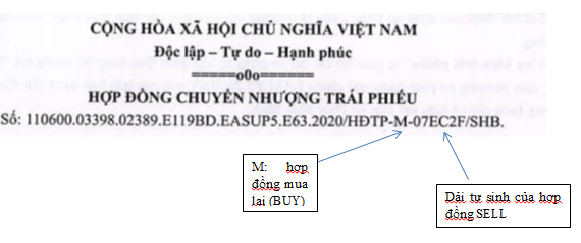 CỘNG HÒA XÃ HỘI CHỦ NGHĨA VIỆT NAM
Độc lập – Tự do – Hạnh phúc
======o0o======
HỢP ĐỒNG CHUYỂN NHƯỢNG TRÁI PHIẾU
Số: 110600.03398.02389.E119BD.EASUP5.E63.2020/HĐTP-M-07EC2F/SHB.
M: hợp
đồng mua
lại (BUY)
Dải tự sinh của hợp
đồng SELL